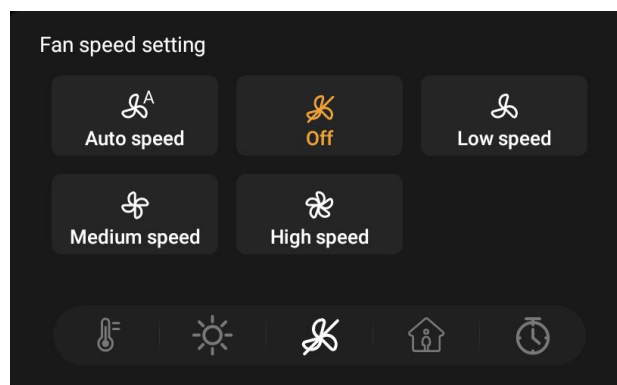 Fan speed setting
A
Auto speed
Off
Low speed
Medium speed
High speed